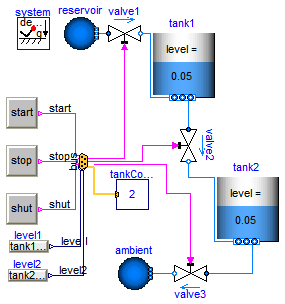 system
de...
g
reservoir
valve1
tank1
level =
0.05
start
start
stop
stop
shut
shut
valve2
tankCo...
2
level1
tank1...
level1
level2
tank2...
level2
tank2
level =
0.05
ambient
valve3